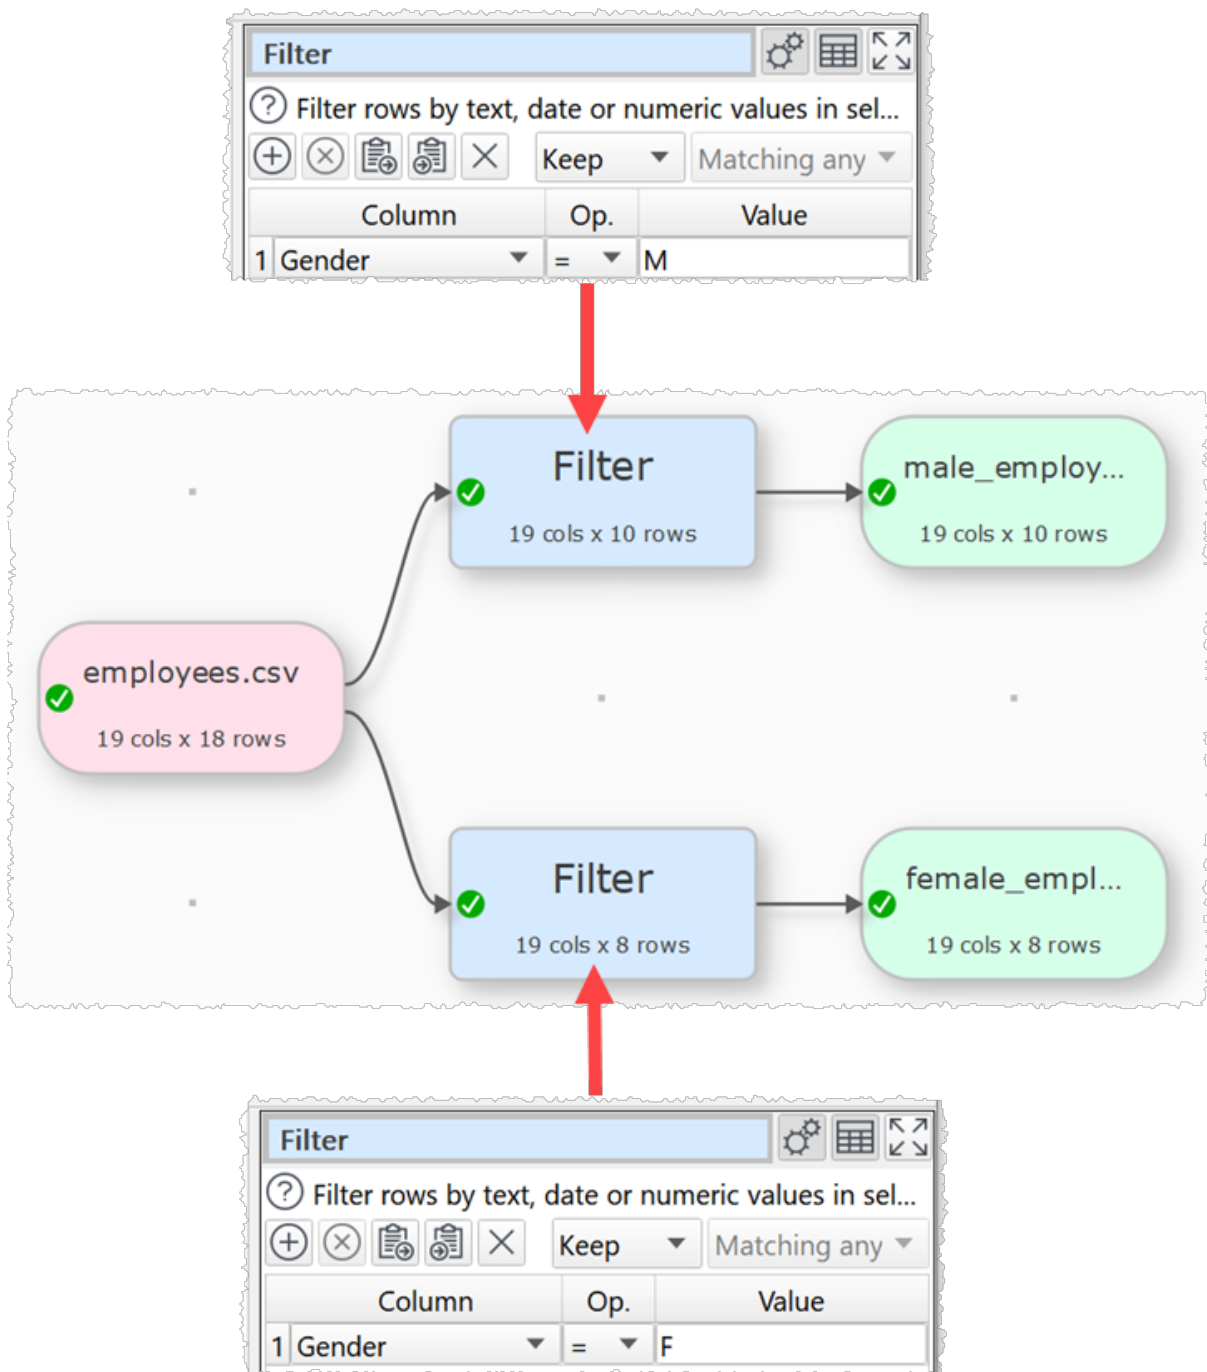 Filter
Filter rows by text, date or numeric values in sel...
Keep Matching any
Column Op. Value
1 Gender = M
Filter
19 cols x 10 rows
male_employ...
19 cols x 10 rows
employees.csv
19 cols x 18 rows
Filter
19 cols x 8 rows
female_empl...
19 cols x 8 rows
Filter
Filter rows by text, date or numeric values in sel...
Keep Matching any
Column Op. Value
1 Gender = F